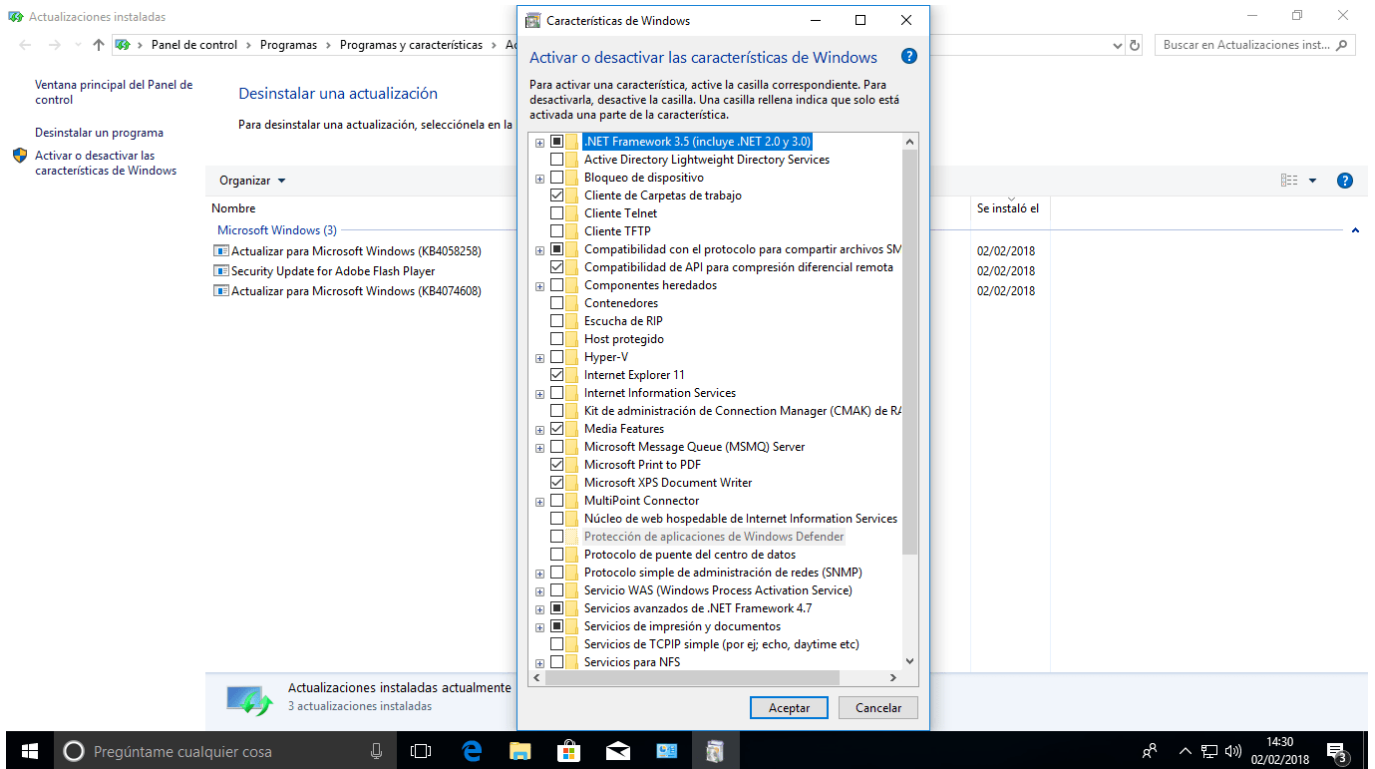 Actualizaciones instaladas
Panel de control > Programas > Programas y características > Ac
Buscar en Actualizaciones inst...
Ventana principal del Panel de
control
Desinstalar un programa
Activar o desactivar las
características de Windows
Desinstalar una actualización
Para desinstalar una actualización, selecciónela en la
Organizar
Nombre
Se instaló el
Microsoft Windows (3)
Actualizar para Microsoft Windows (KB4058258)
02/02/2018
Security Update for Adobe Flash Player
02/02/2018
Actualizar para Microsoft Windows (KB4074608)
02/02/2018
Actualizaciones instaladas actualmente
3 actualizaciones instaladas
Características de Windows
Activar o desactivar las características de Windows
Para activar una característica, active la casilla correspondiente. Para
desactivarla, desactive la casilla. Una casilla rellena indica que solo está
activada una parte de la característica.
.NET Framework 3.5 (incluye .NET 2.0 y 3.0)
Active Directory Lightweight Directory Services
Bloqueo de dispositivo
Cliente de Carpetas de trabajo
Cliente Telnet
Cliente TFTP
Compatibilidad con el protocolo para compartir archivos SM
Compatibilidad de API para compresión diferencial remota
Componentes heredados
Contenedores
Escucha de RIP
Host protegido
Hyper-V
Internet Explorer 11
Internet Information Services
Kit de administración de Connection Manager (CMAK) de RA
Media Features
Microsoft Message Queue (MSMQ) Server
Microsoft Print to PDF
Microsoft XPS Document Writer
MultiPoint Connector
Núcleo de web hospedable de Internet Information Services
Protección de aplicaciones de Windows Defender
Protocolo de puente del centro de datos
Protocolo simple de administración de redes (SNMP)
Servicio WAS (Windows Process Activation Service)
Servicios avanzados de .NET Framework 4.7
Servicios de impresión y documentos
Servicios de TCPIP simple (por ej; echo, daytime etc)
Servicios para NFS
Aceptar
Cancelar
Pregúntame cualquier cosa
14:30
02/02/2018
3